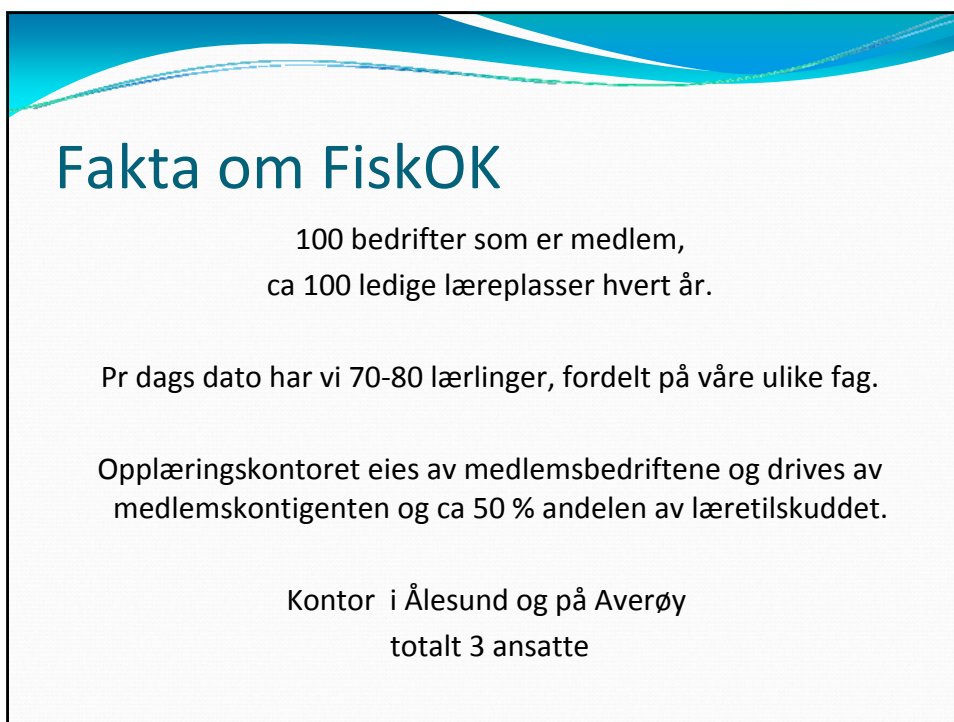 Fakta om FiskOK
100 bedrifter som er medlem,
ca 100 ledige læreplasser hvert år.
Pr dags dato har vi 70-80 lærlinger, fordelt på våre ulike fag.
Opplæringskontoret eies av medlemsbedriftene og drives av
medlemskontigenten og ca 50 % andelen av læretilskuddet.
Kontor i Ålesund og på Averøy
totalt 3 ansatte